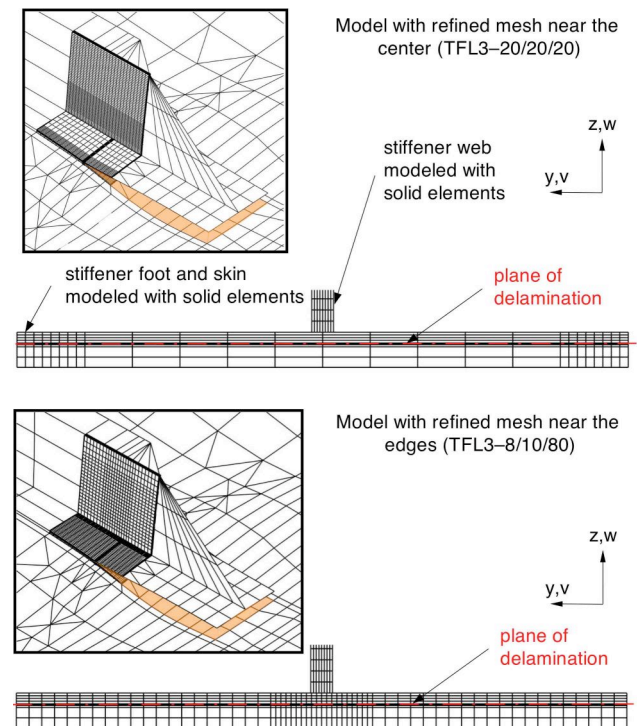 Model with refined mesh near the
center (TFL3–20/20/20)
z,w
y,v
stiffener web
modeled with
solid elements
stiffener foot and skin
modeled with solid elements
plane of
delamination
Model with refined mesh near the
edges (TFL3–8/10/80)
z,w
y,v
plane of
delamination